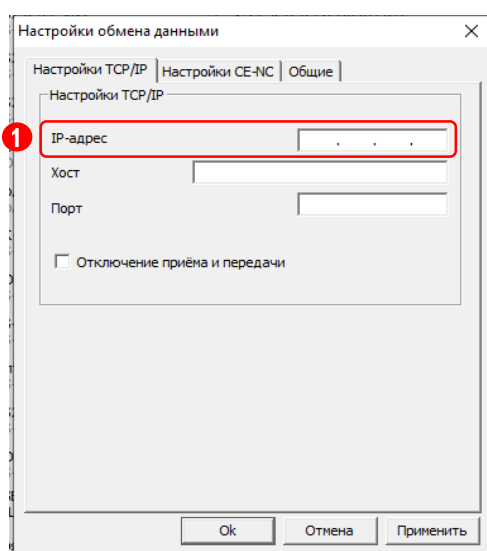 Настройки обмена данными
Настройки TCP/IP Настройки CE-NC Общие
Настройки TCP/IP
1 IP-адрес . . .
Хост
Порт
Отключение приёма и передачи
Ok Отмена Применить